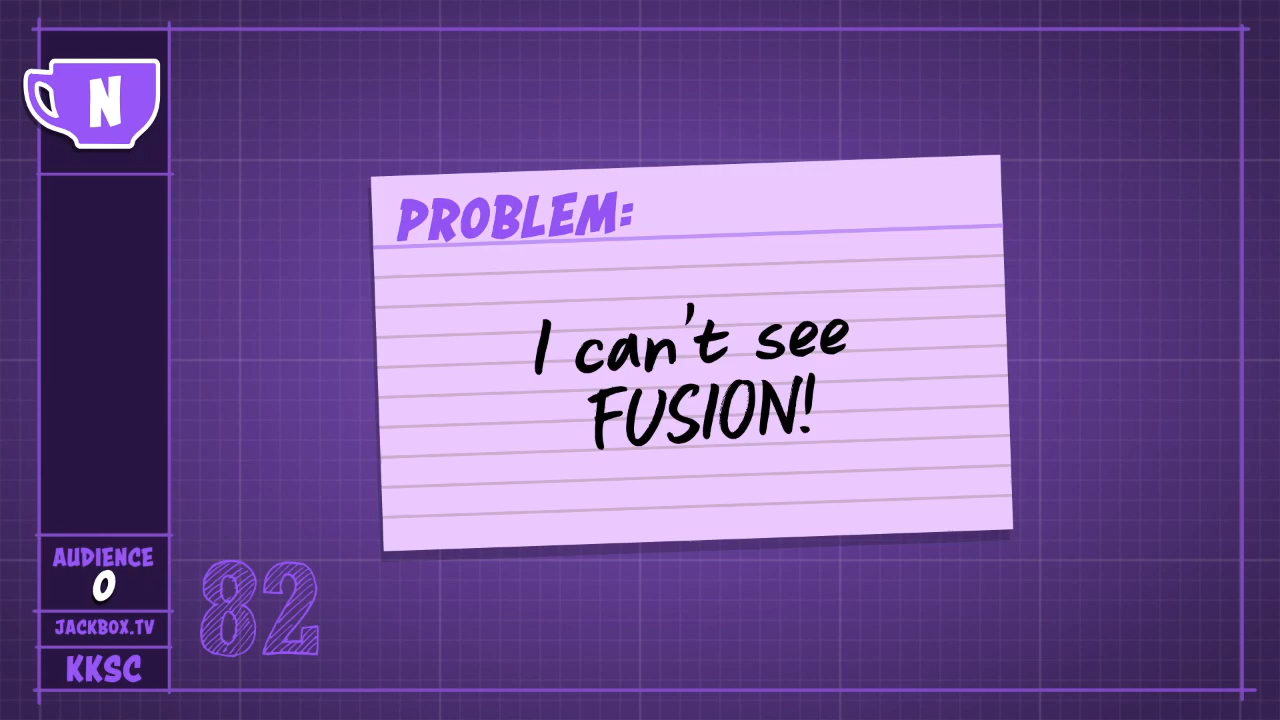 N
PROBLEM:
I can't see
FUSION!
AUDIENCE
0
JACKBOX.TV
KKSC
82